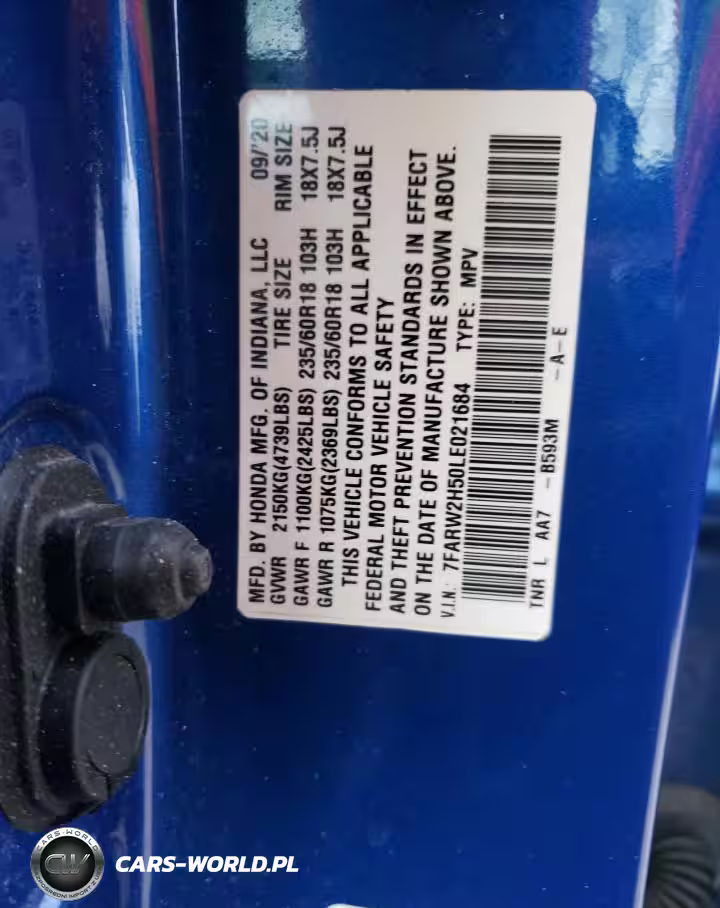 MFD. BY HONDA MFG. OF INDIANA, LLC 09/'20
GVWR 2150KG(4739LBS) TIRE SIZE RIM SIZE
GAWR F 1100KG(2425LBS) 235/60R18 103H 18X7.5J
GAWR R 1075KG(2369LBS) 235/60R18 103H 18X7.5J
THIS VEHICLE CONFORMS TO ALL APPLICABLE
FEDERAL MOTOR VEHICLE SAFETY
AND THEFT PREVENTION STANDARDS IN EFFECT
ON THE DATE OF MANUFACTURE SHOWN ABOVE.
V.I.N.: 7FARW2H50LE021684 TYPE: MPV
TNR L AA7 -B593M -A-E
CARS-WORLD
CW
CARS-WORLD.PL